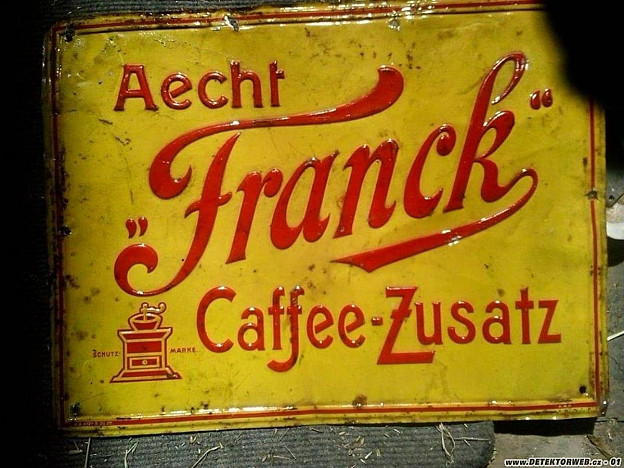 Aecht
„Franck“
Caffee-Zusatz
SCHUTZ-
MARKE.
www.DETEKTORWEB.cz - 01